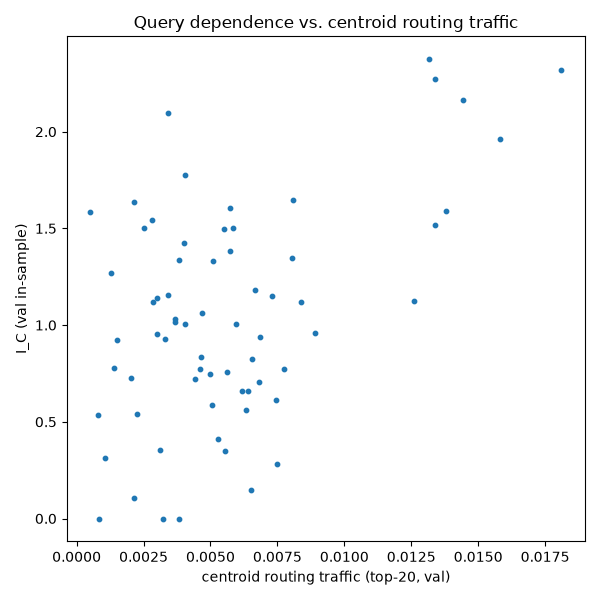 Query dependence vs. centroid routing traffic
I_C (val in-sample)
2.0
1.5
1.0
0.5
0.0
0.0000 0.0025 0.0050 0.0075 0.0100 0.0125 0.0150 0.0175
centroid routing traffic (top-20, val)